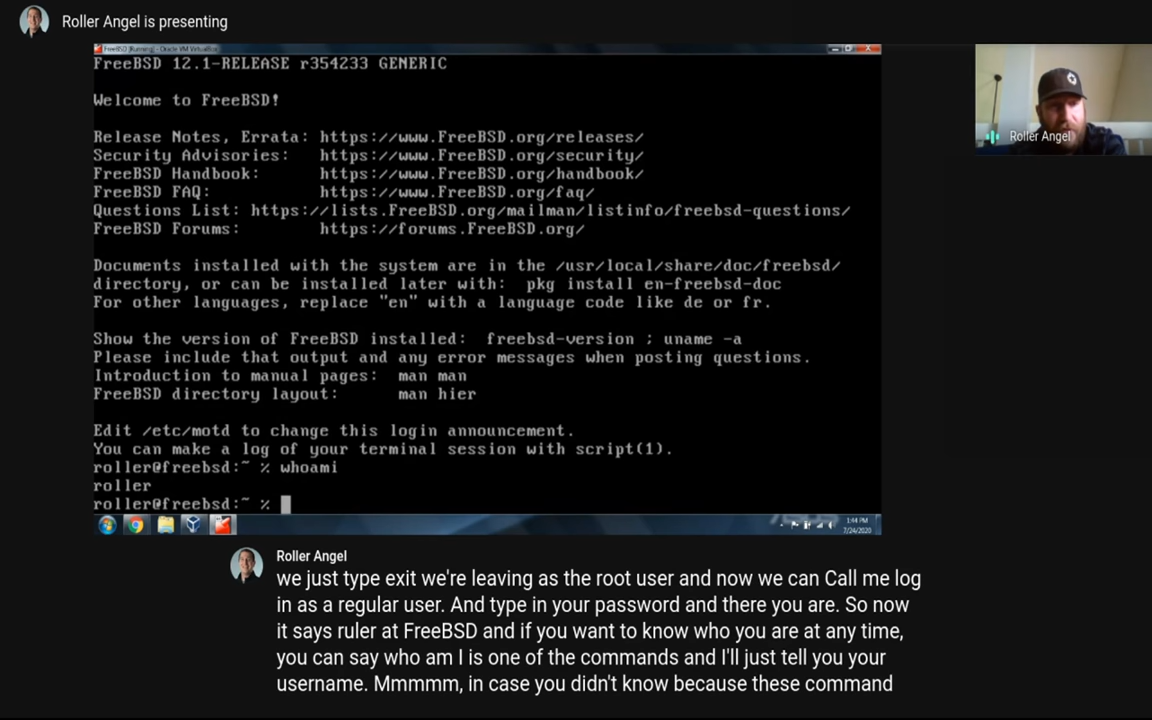 Roller Angel is presenting
FreeBSD [Running] - Oracle VM VirtualBox
FreeBSD 12.1-RELEASE r354233 GENERIC
Welcome to FreeBSD!
Release Notes, Errata: https://www.FreeBSD.org/releases/
Security Advisories: https://www.FreeBSD.org/security/
FreeBSD Handbook: https://www.FreeBSD.org/handbook/
FreeBSD FAQ: https://www.FreeBSD.org/faq/
Questions List: https://lists.FreeBSD.org/mailman/listinfo/freebsd-questions/
FreeBSD Forums: https://forums.FreeBSD.org/
Documents installed with the system are in the /usr/local/share/doc/freebsd/
directory, or can be installed later with: pkg install en-freebsd-doc
For other languages, replace "en" with a language code like de or fr.
Show the version of FreeBSD installed: freebsd-version ; uname -a
Please include that output and any error messages when posting questions.
Introduction to manual pages: man man
FreeBSD directory layout: man hier
Edit /etc/motd to change this login announcement.
You can make a log of your terminal session with script(1).
roller@freebsd:~ % whoami
roller
roller@freebsd:~ %
1:44 PM
7/24/2020
Roller Angel
Roller Angel
we just type exit we're leaving as the root user and now we can Call me log
in as a regular user. And type in your password and there you are. So now
it says ruler at FreeBSD and if you want to know who you are at any time,
you can say who am I is one of the commands and I'll just tell you your
username. Mmmmm, in case you didn't know because these command